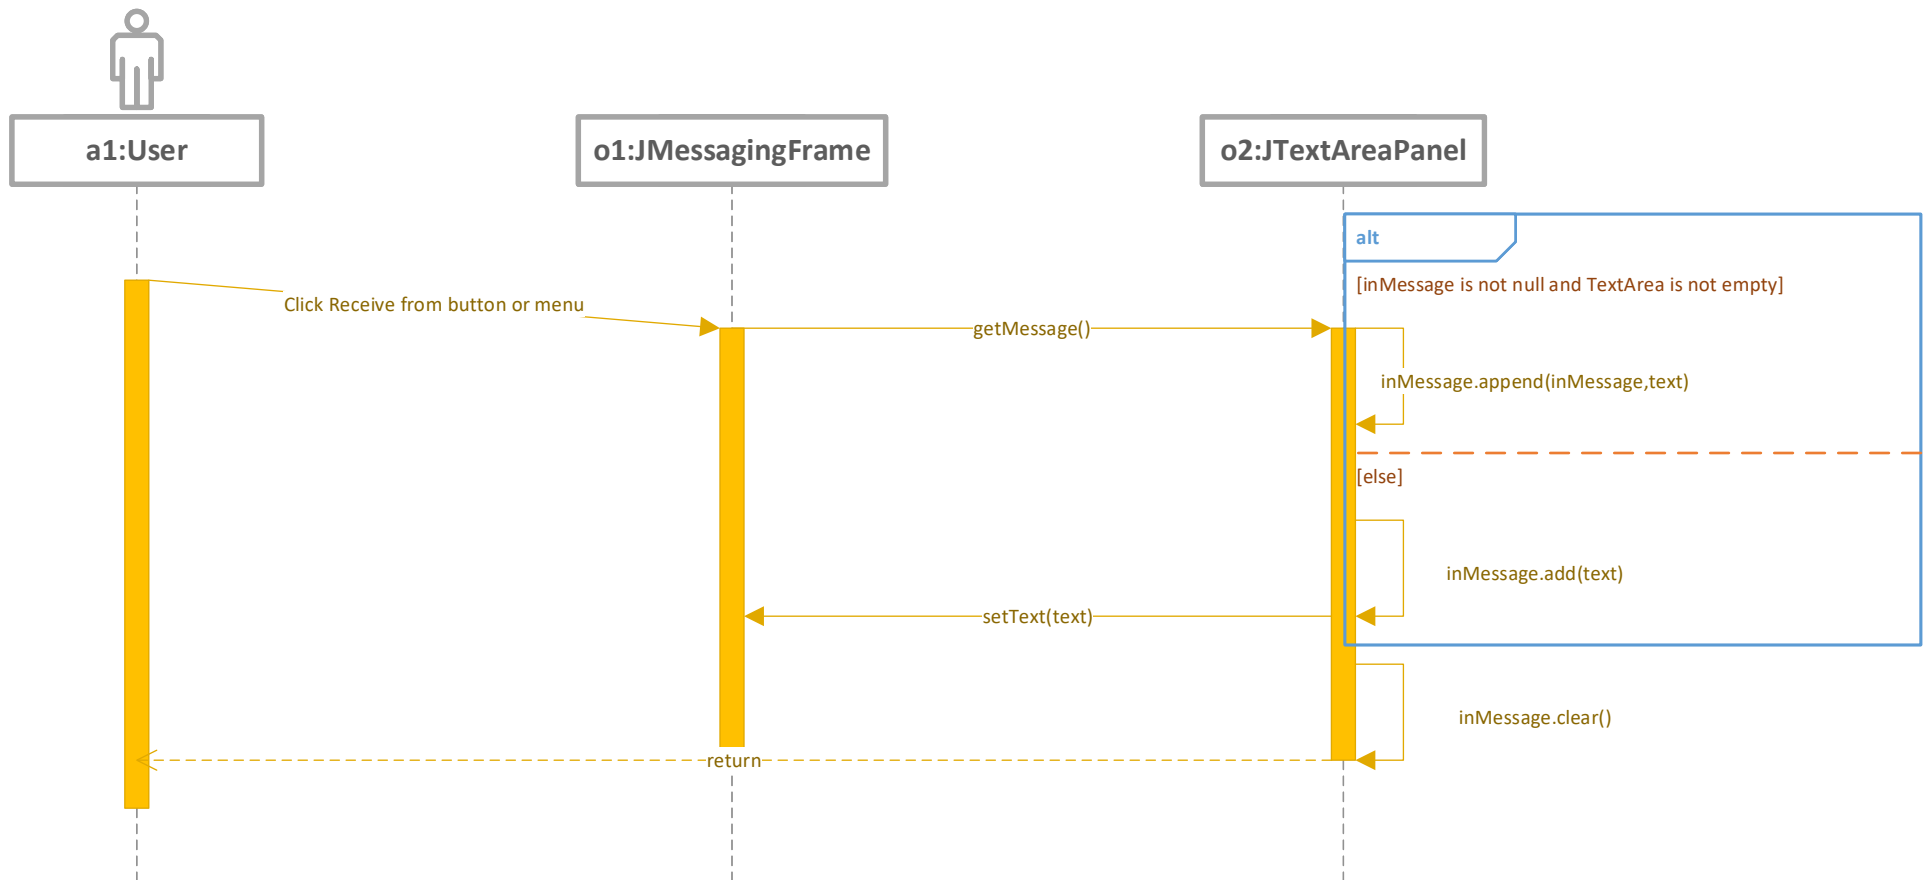 a1:User
o1:JMessagingFrame
o2:JTextAreaPanel
alt
[inMessage is not null and TextArea is not empty]
Click Receive from button or menu
getMessage()
inMessage.append(inMessage,text)
[else]
inMessage.add(text)
setText(text)
inMessage.clear()
return